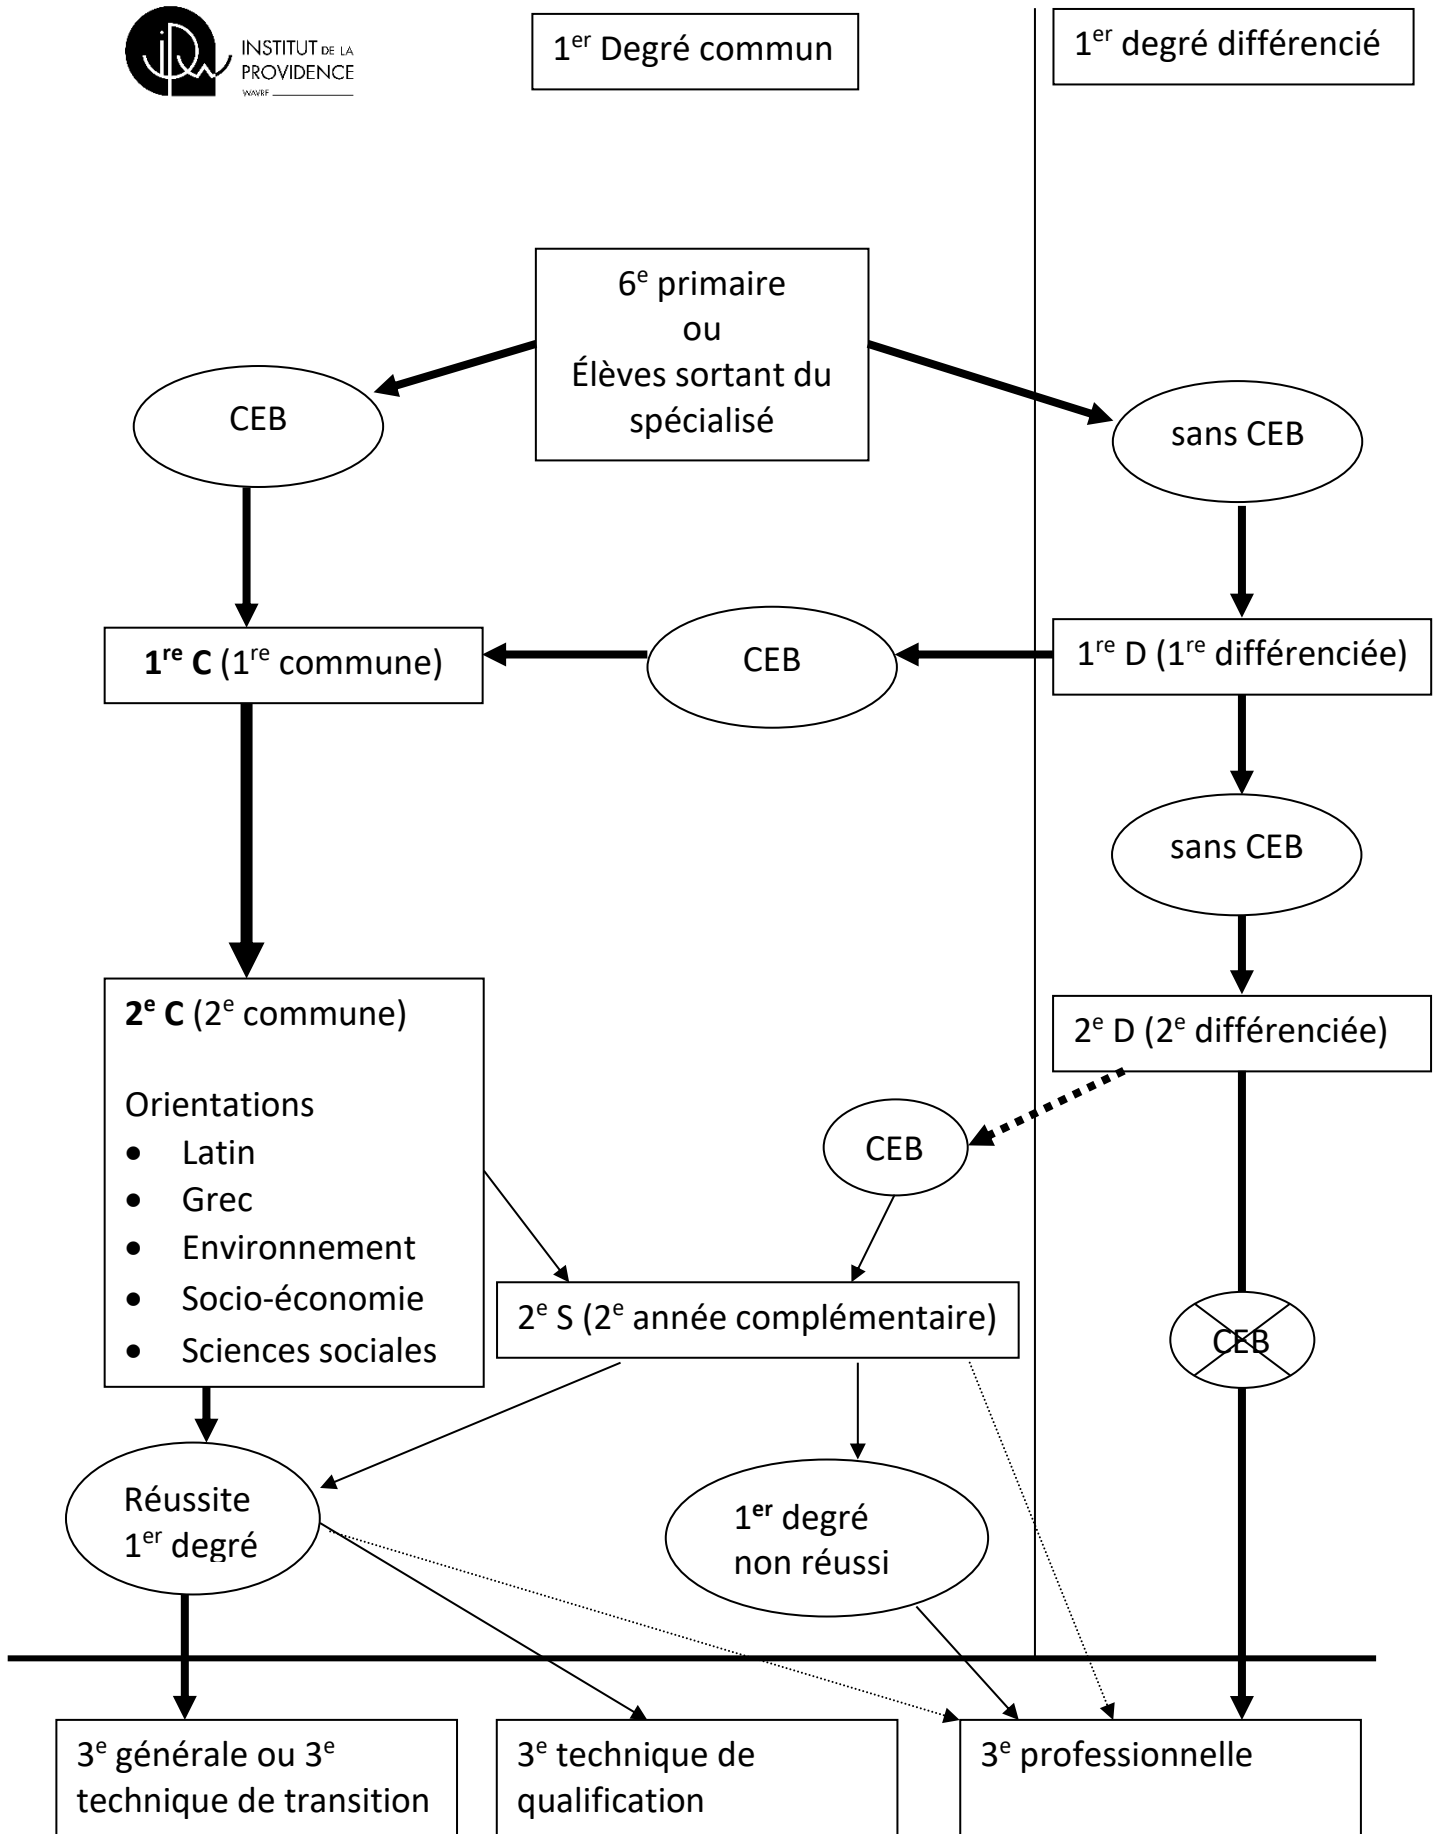 INSTITUT DE LA
PROVIDENCE
WAVRE
1er Degré commun
1er degré différencié
6e primaire
ou
Élèves sortant du
spécialisé
CEB
sans CEB
1re C (1re commune)
CEB
1re D (1re différenciée)
sans CEB
2e C (2e commune)
Orientations
• Latin
• Grec
• Environnement
• Socio-économie
• Sciences sociales
2e D (2e différenciée)
CEB
2e S (2e année complémentaire)
CEB
Réussite
1er degré
1er degré
non réussi
3e générale ou 3e
technique de transition
3e technique de
qualification
3e professionnelle